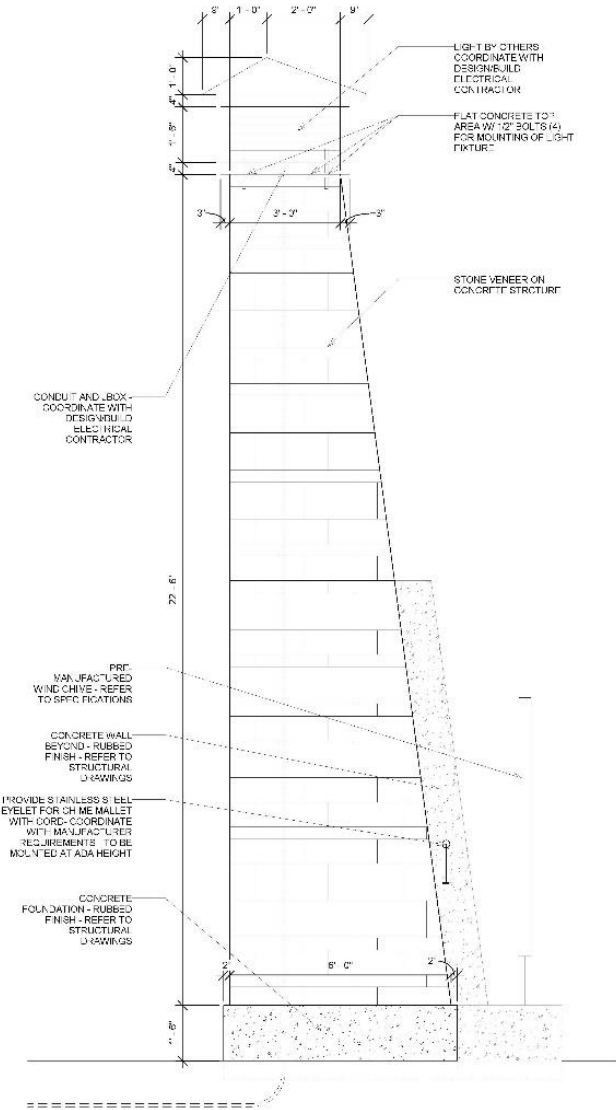 9" 1' - 0" 2' - 0" 9"
1' - 0"
4"
1' - 6"
4"
LIGHT BY OTHERS
COORDINATE WITH
DESIGN/BUILD
ELECTRICAL
CONTRACTOR
FLAT CONCRETE TOP
AREA W/ 1/2" BOLTS (4)
FOR MOUNTING OF LIGHT
FIXTURE
3" 3' - 0" 3"
STONE VENEER ON
CONCRETE STRCTURE
CONDUIT AND JBOX -
COORDINATE WITH
DESIGN/BUILD
ELECTRICAL
CONTRACTOR
22 - 6"
PRE-
MANUFACTURED
WIND CHIME - REFER
TO SPECIFICATIONS
CONCRETE WALL
BEYOND - RUBBED
FINISH - REFER TO
STRUCTURAL
DRAWINGS
PROVIDE STAINLESS STEEL
EYELET FOR CHIME MALLET
WITH CORD- COORDINATE
WITH MANUFACTURER
REQUIREMENTS TO BE
MOUNTED AT ADA HEIGHT
CONCRETE
FOUNDATION - RUBBED
FINISH - REFER TO
STRUCTURAL
DRAWINGS
2" 6' - 0" 2"